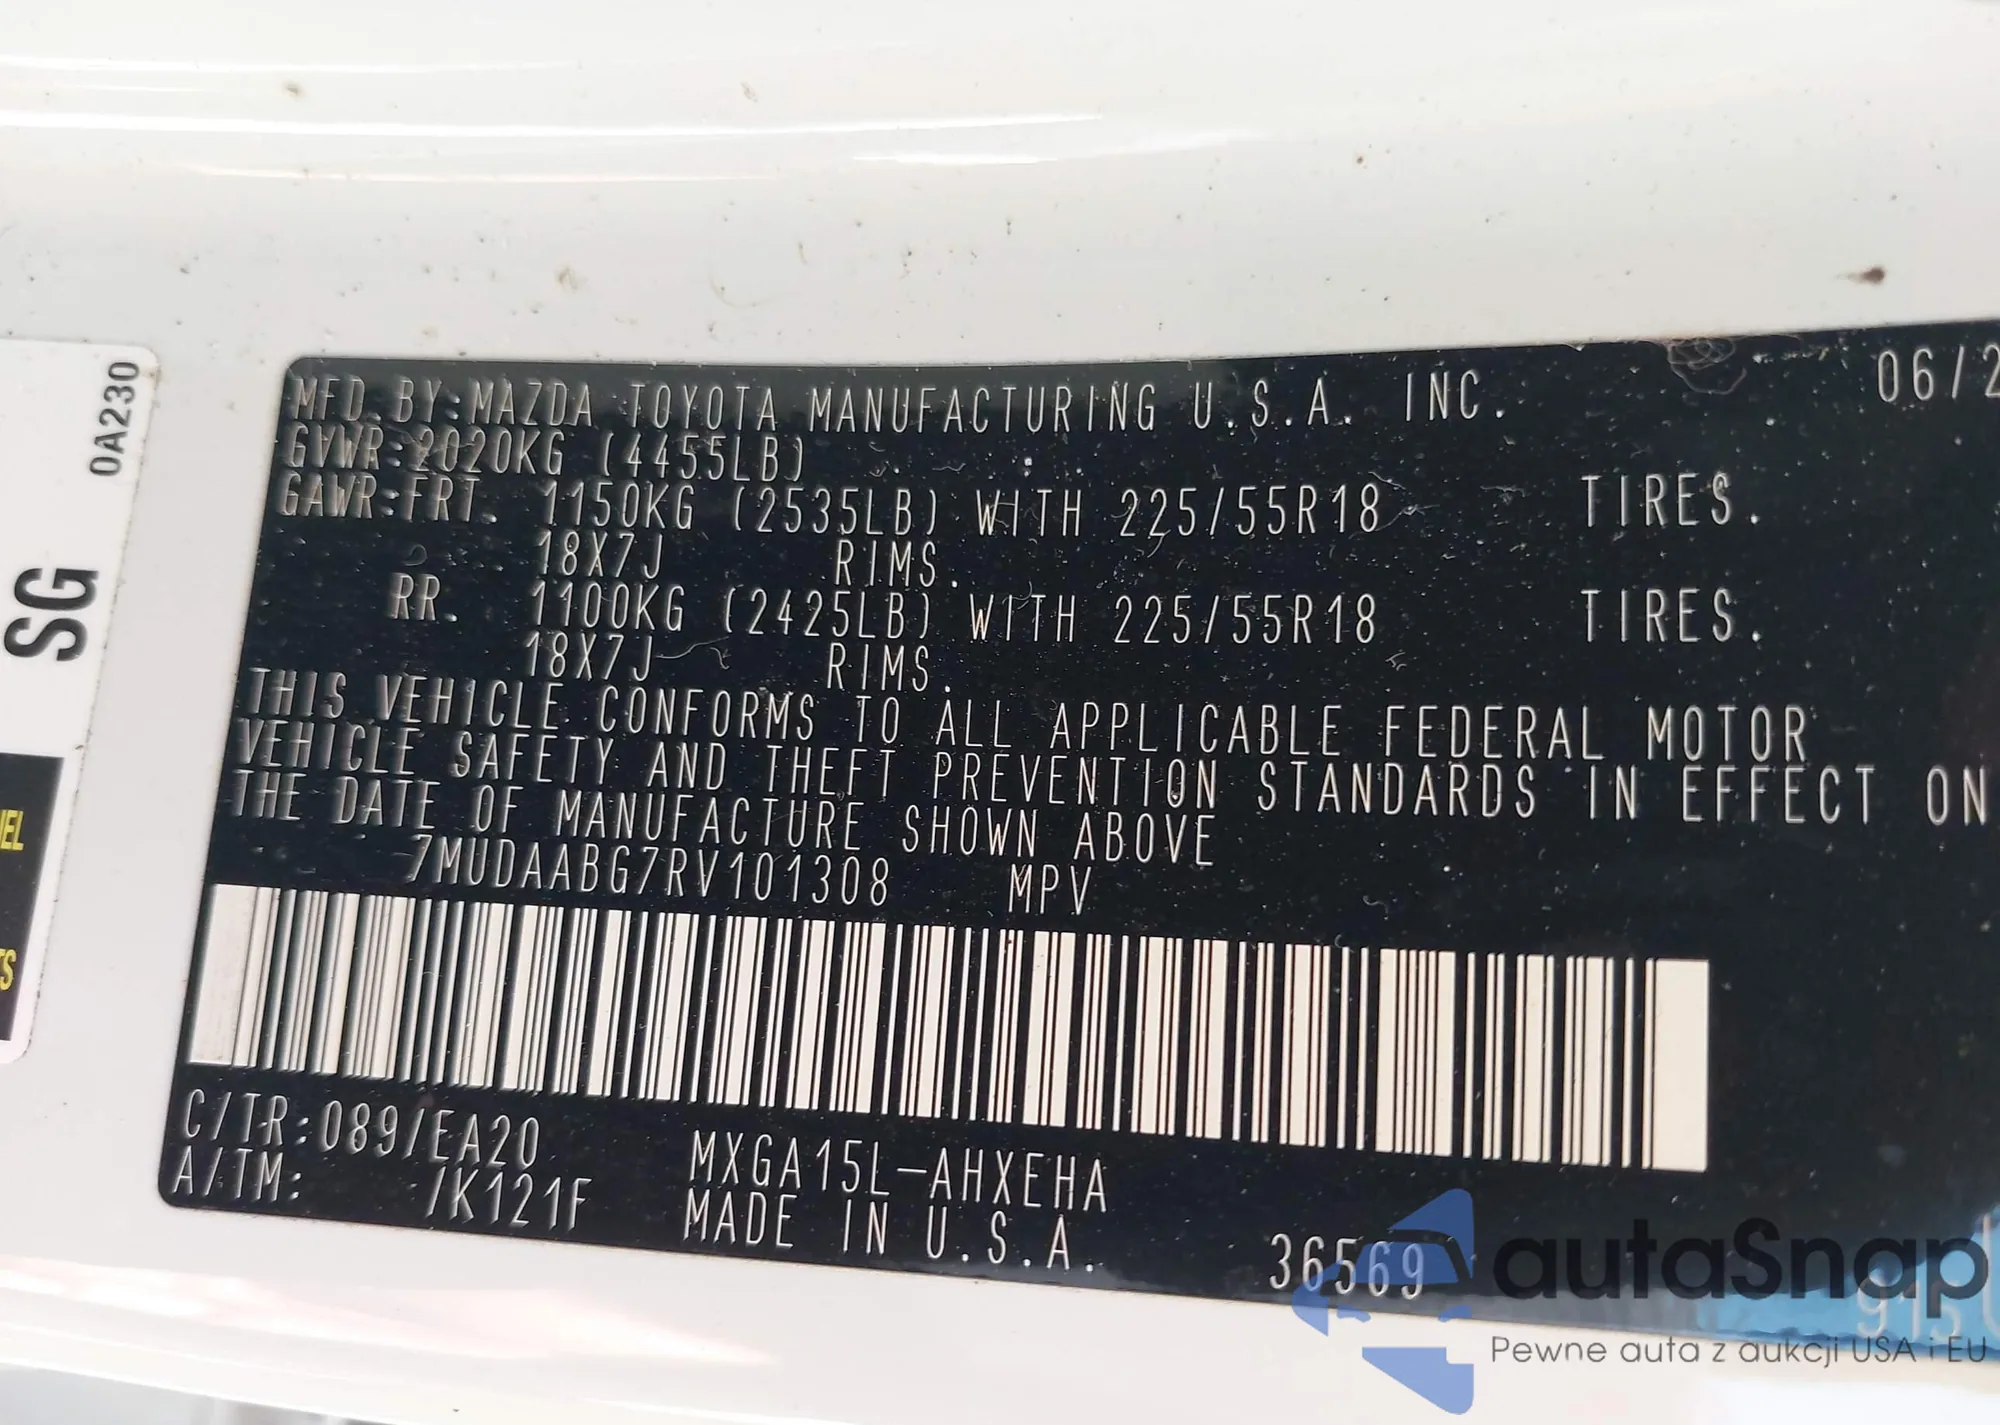 0A230
SG
MFD. BY:MAZDA TOYOTA MANUFACTURING U.S.A. INC. 06/2
GVWR:2020KG (4455LB)
GAWR:FRT. 1150KG (2535LB) WITH 225/55R18 TIRES.
18X7J RIMS.
RR. 1100KG (2425LB) WITH 225/55R18 TIRES.
18X7J RIMS.
THIS VEHICLE CONFORMS TO ALL APPLICABLE FEDERAL MOTOR
VEHICLE SAFETY AND THEFT PREVENTION STANDARDS IN EFFECT ON
THE DATE OF MANUFACTURE SHOWN ABOVE
7MUDAABG7RV101308 MPV
C/TR:089/EA20 MXGA15L-AHXEHA
A/TM: /K121F MADE IN U.S.A. 36569
autaSnap
Pewne auta z aukcji USA i EU